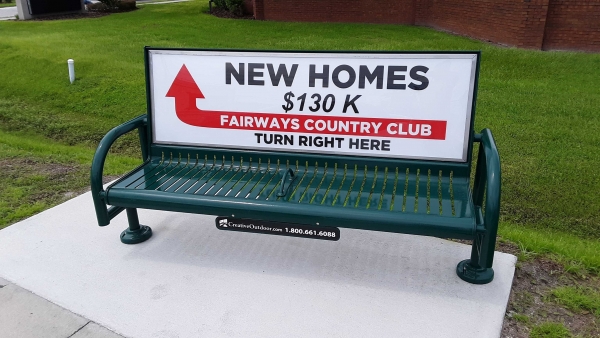 NEW HOMES
$130 K
FAIRWAYS COUNTRY CLUB
TURN RIGHT HERE
CreativeOutdoor.com 1.800.661.6088